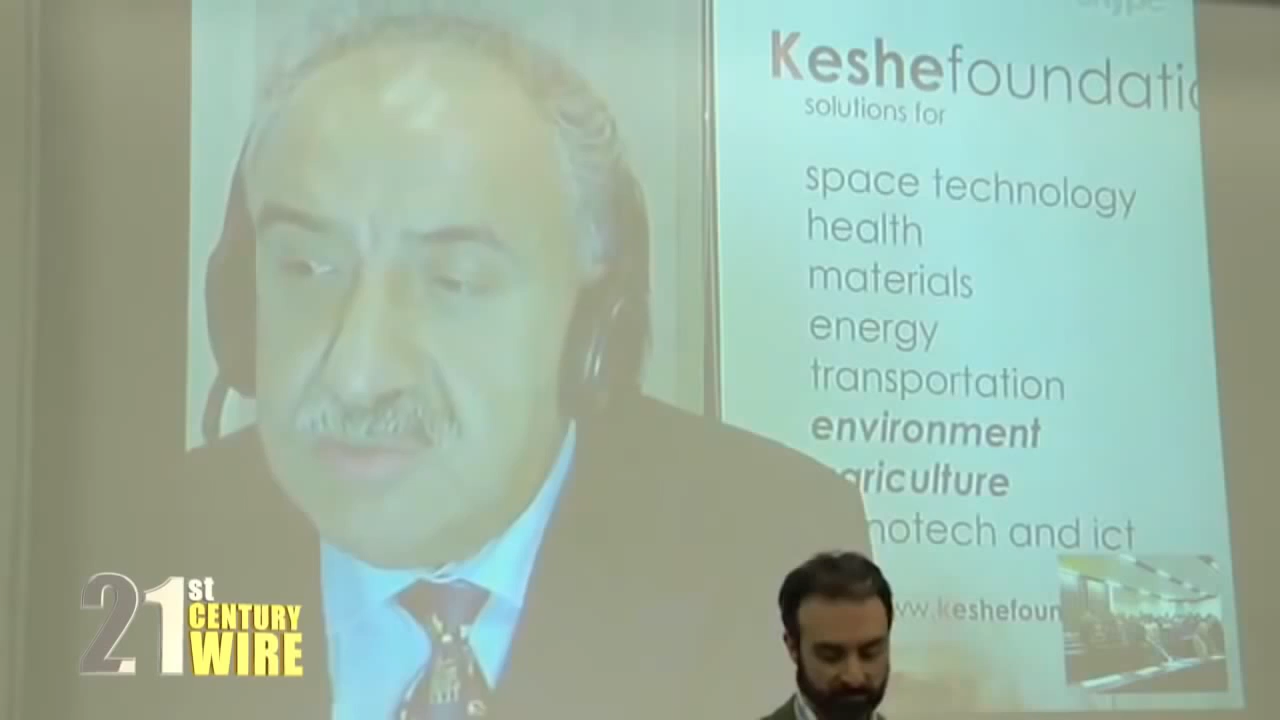 Keshefoundatio
solutions for
space technology
health
materials
energy
transportation
environment
griculture
notech and ict
ww.keshefoun
21st
CENTURY
WIRE